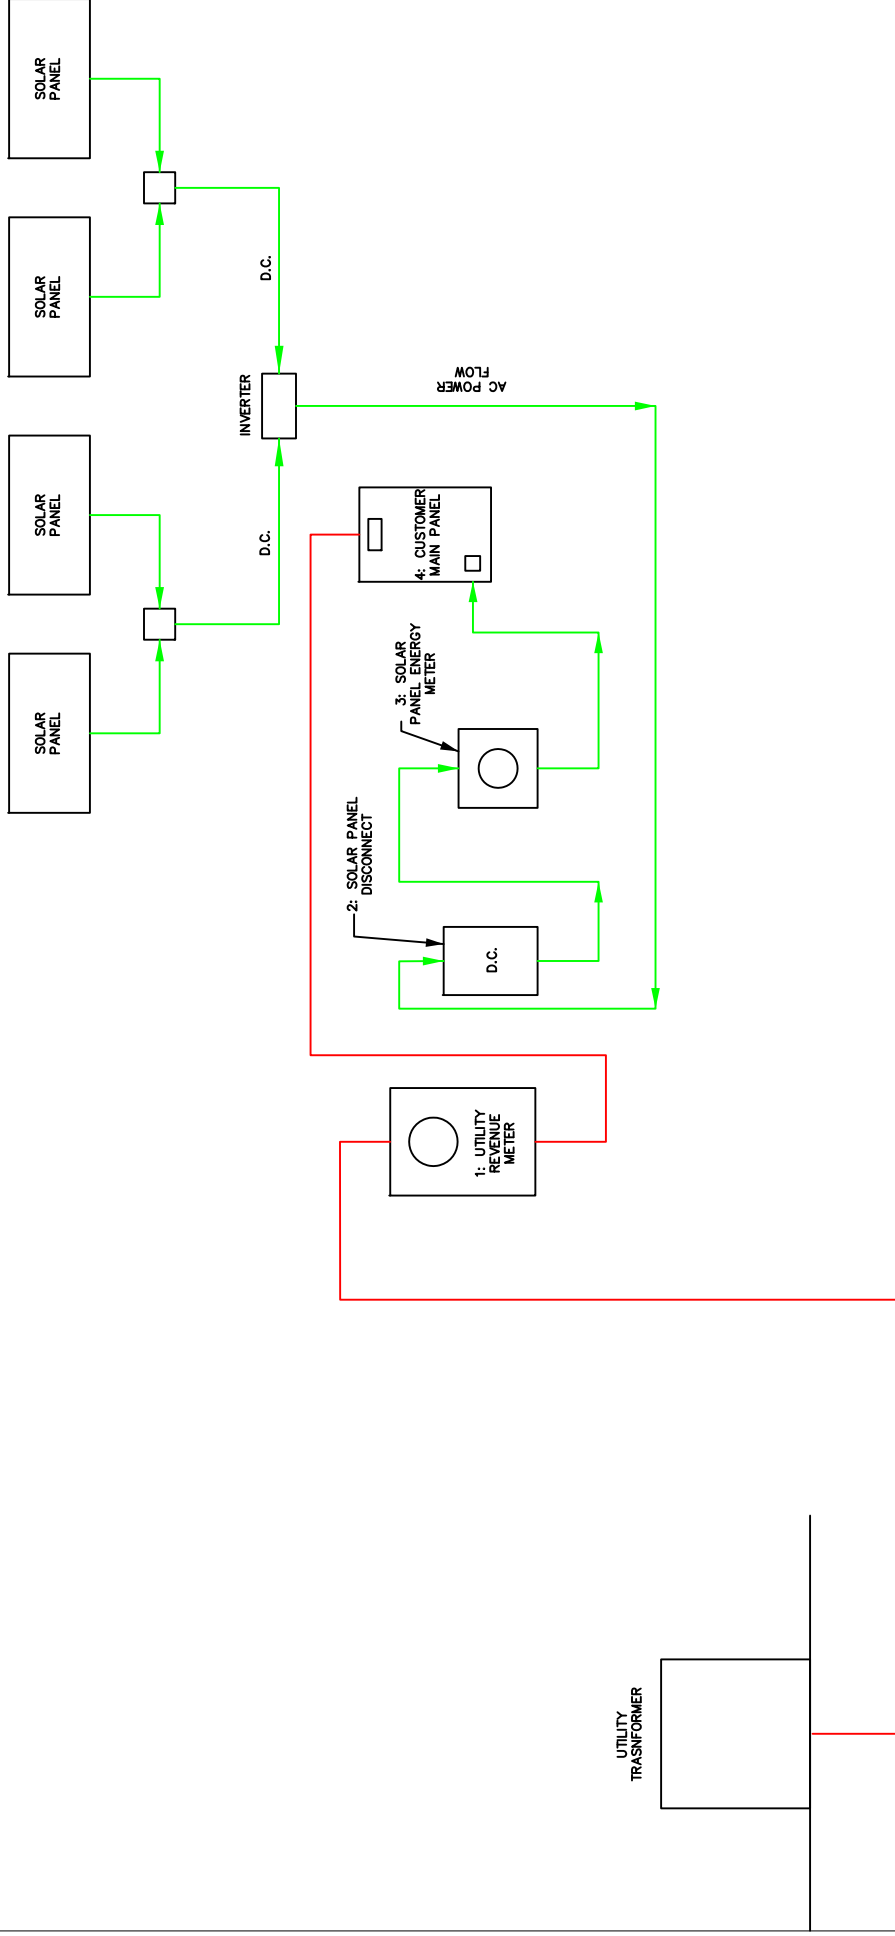 SOLAR
PANEL
SOLAR
PANEL
SOLAR
PANEL
SOLAR
PANEL
D.C.
D.C.
INVERTER
AC POWER
FLOW
4: CUSTOMER
MAIN PANEL
3: SOLAR
PANEL ENERGY
METER
2: SOLAR PANEL
DISCONNECT
D.C.
1: UTILITY
REVENUE
METER
UTILITY
TRASNFORMER